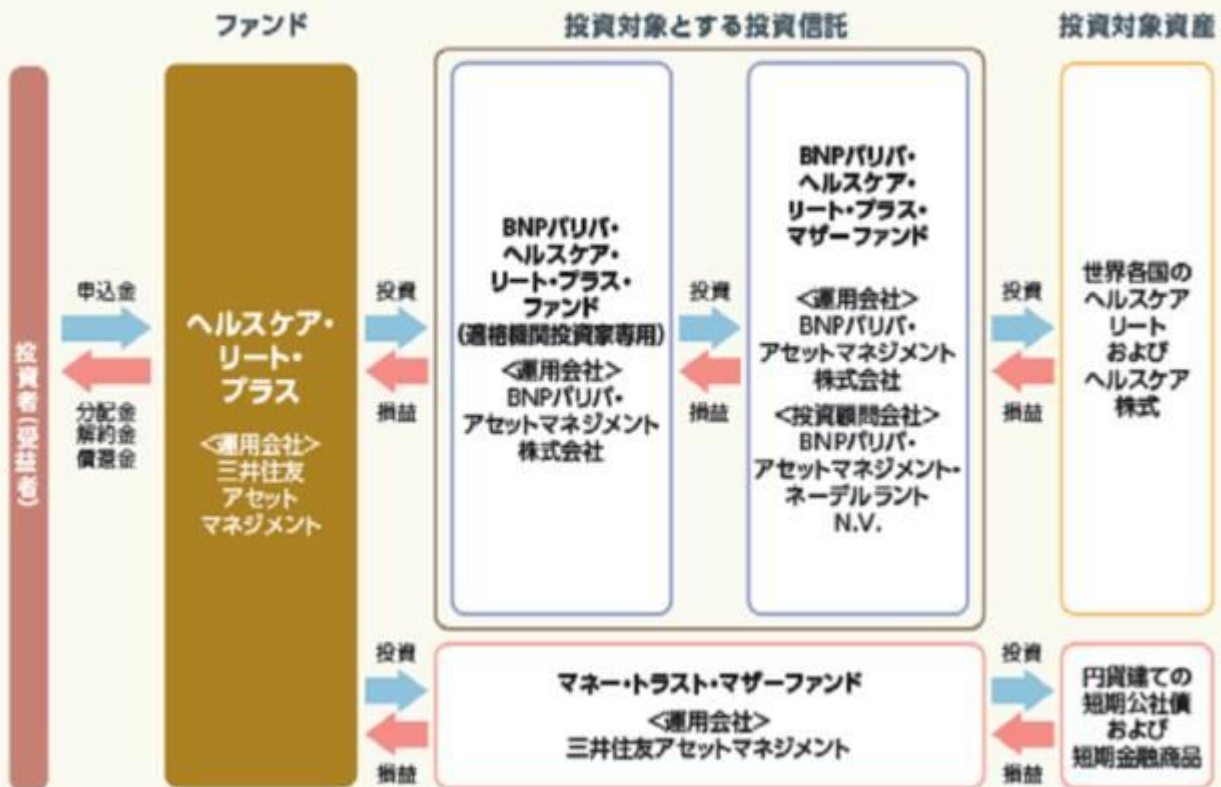 ファンド
投資対象とする投資信託
投資対象資産
投資者(受益者)
申込金
分配金
解約金
償還金
ヘルスケア・
リート・
プラス
<運用会社>
三井住友
アセット
マネジメント
投資
損益
BNPパリバ・
ヘルスケア・
リート・プラス・
ファンド
(適格機関投資家専用)
<運用会社>
BNPパリバ・
アセットマネジメント
株式会社
投資
損益
BNPパリバ・
ヘルスケア・
リート・プラス・
マザーファンド
<運用会社>
BNPパリバ・
アセットマネジメント
株式会社
<投資顧問会社>
BNPパリバ・
アセットマネジメント・
ネーデルラント
N.V.
投資
損益
世界各国の
ヘルスケア
リート
および
ヘルスケア
株式
投資
損益
マネー・トラスト・マザーファンド
<運用会社>
三井住友アセットマネジメント
投資
損益
円貨建ての
短期公社債
および
短期金融商品